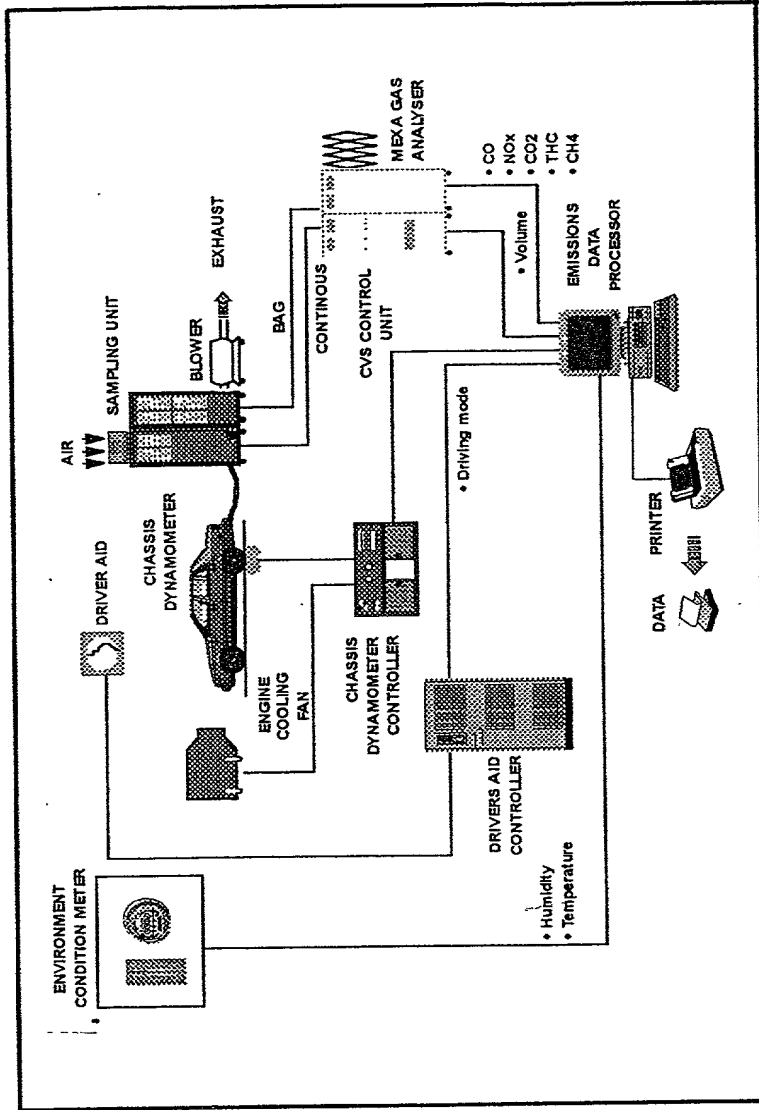 ENVIRONMENT
CONDITION METER
DRIVER AID
AIR
SAMPLING UNIT
CHASSIS
DYNAMOMETER
BLOWER
EXHAUST
ENGINE
COOLING
FAN
BAG
CONTINOUS
CVS CONTROL
UNIT
MEXA GAS
ANALYSER
CHASSIS
DYNAMOMETER
CONTROLLER
DRIVERS AID
CONTROLLER
• Driving mode
• Volume
• CO
• NOx
• CO2
• THC
• CH4
• Humidity
• Temperature
EMISSIONS
DATA
PROCESSOR
DATA
PRINTER